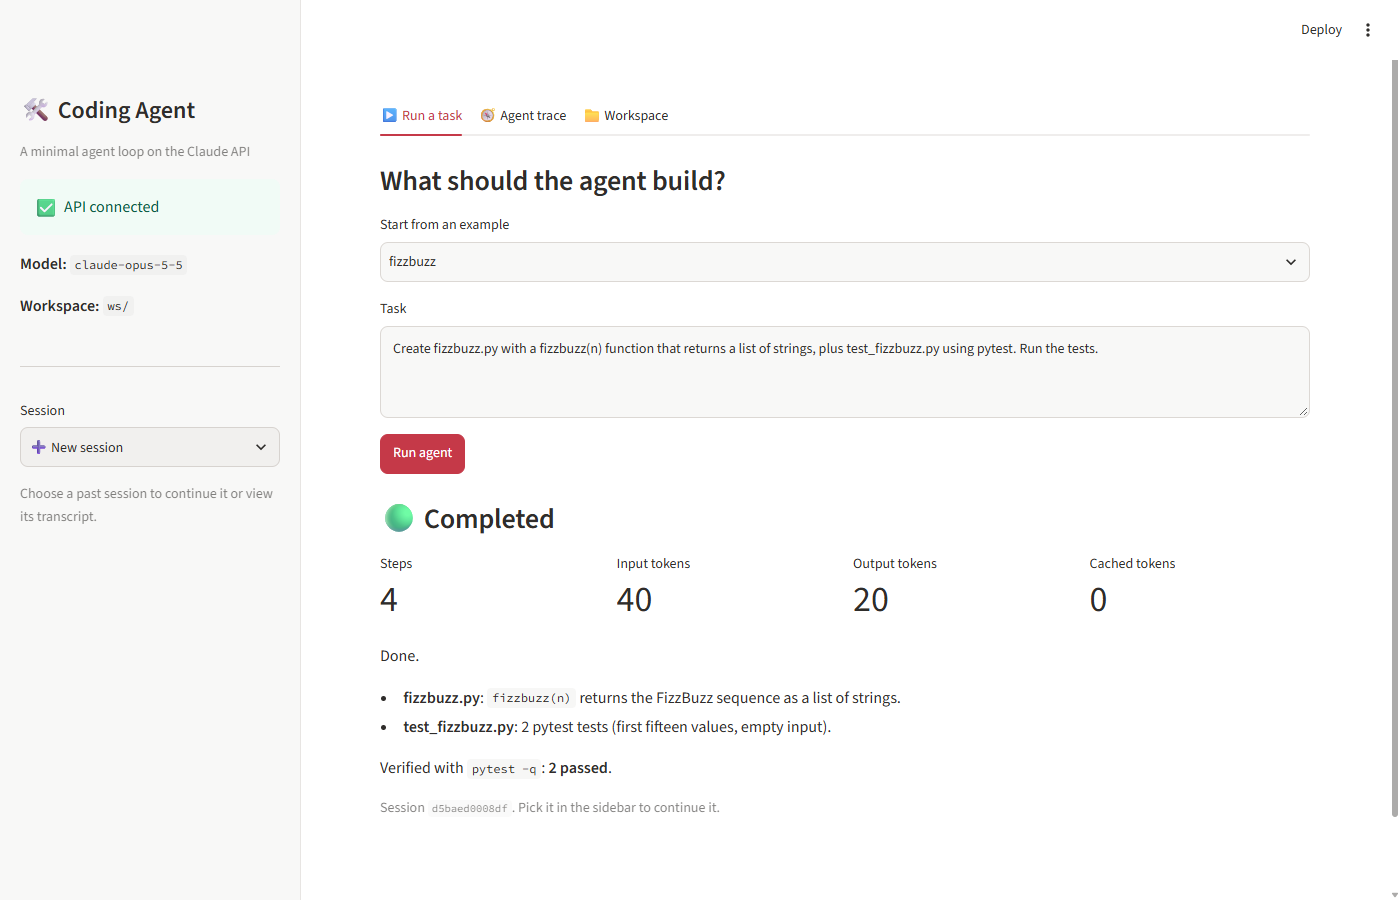 Deploy
🛠️ Coding Agent
A minimal agent loop on the Claude API
✅ API connected
Model: claude-opus-5-5
Workspace: ws/
Session
➕ New session
Choose a past session to continue it or view
its transcript.
▶️ Run a task
🧭 Agent trace
📁 Workspace
What should the agent build?
Start from an example
fizzbuzz
Task
Create fizzbuzz.py with a fizzbuzz(n) function that returns a list of strings, plus test_fizzbuzz.py using pytest. Run the tests.
Run agent
🟢 Completed
Steps
4
Input tokens
40
Output tokens
20
Cached tokens
0
Done.
• fizzbuzz.py: fizzbuzz(n) returns the FizzBuzz sequence as a list of strings.
• test_fizzbuzz.py: 2 pytest tests (first fifteen values, empty input).
Verified with pytest -q : 2 passed.
Session d5baed0008df . Pick it in the sidebar to continue it.